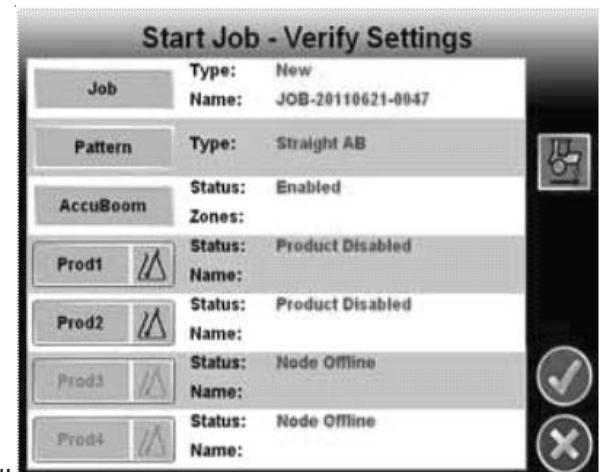 Start Job - Verify Settings
Job
Type: New
Name: JOB-20110621-0047
Pattern
Type: Straight AB
AccuBoom
Status: Enabled
Zones:
Prod1
Status: Product Disabled
Name:
Prod2
Status: Product Disabled
Name:
Prod3
Status: Node Offline
Name:
Prod4
Status: Node Offline
Name: